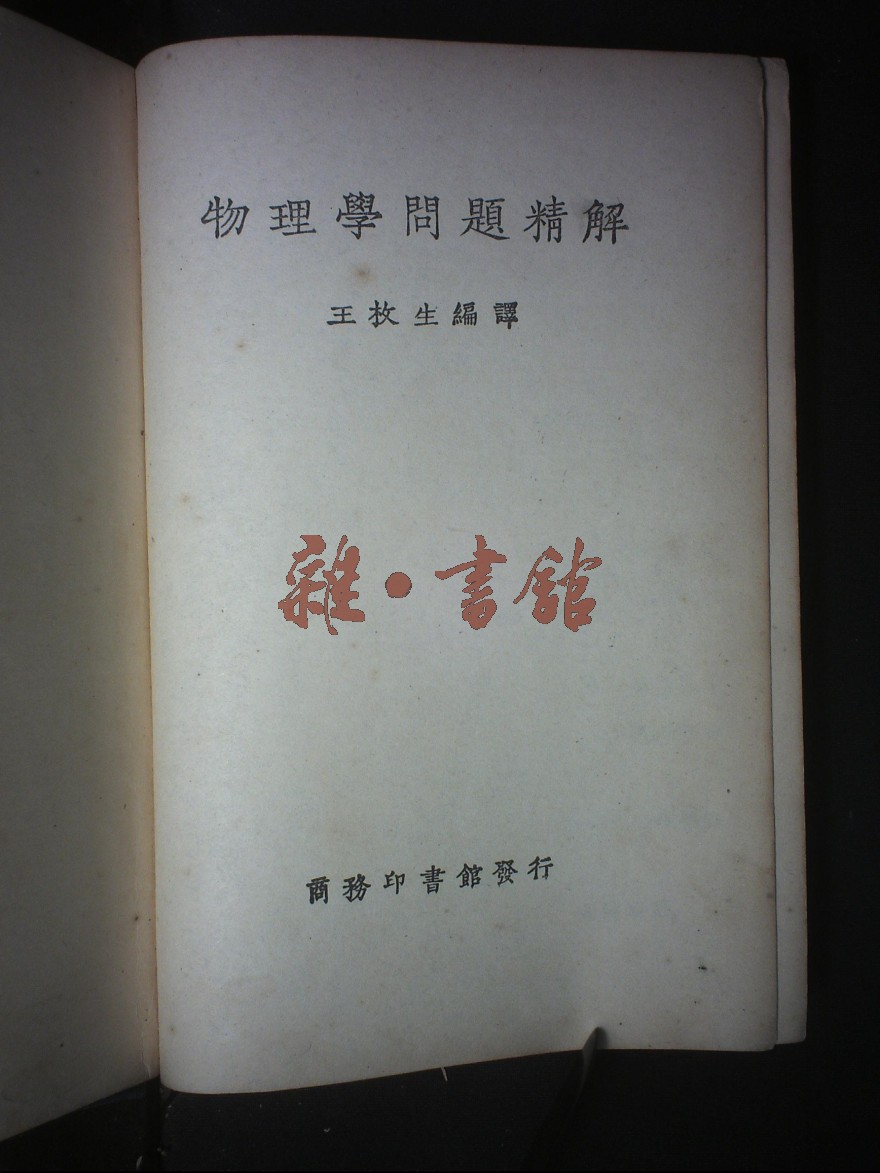 物理學問題精解
王枚生編譯
雜·書館
商務印書館發行